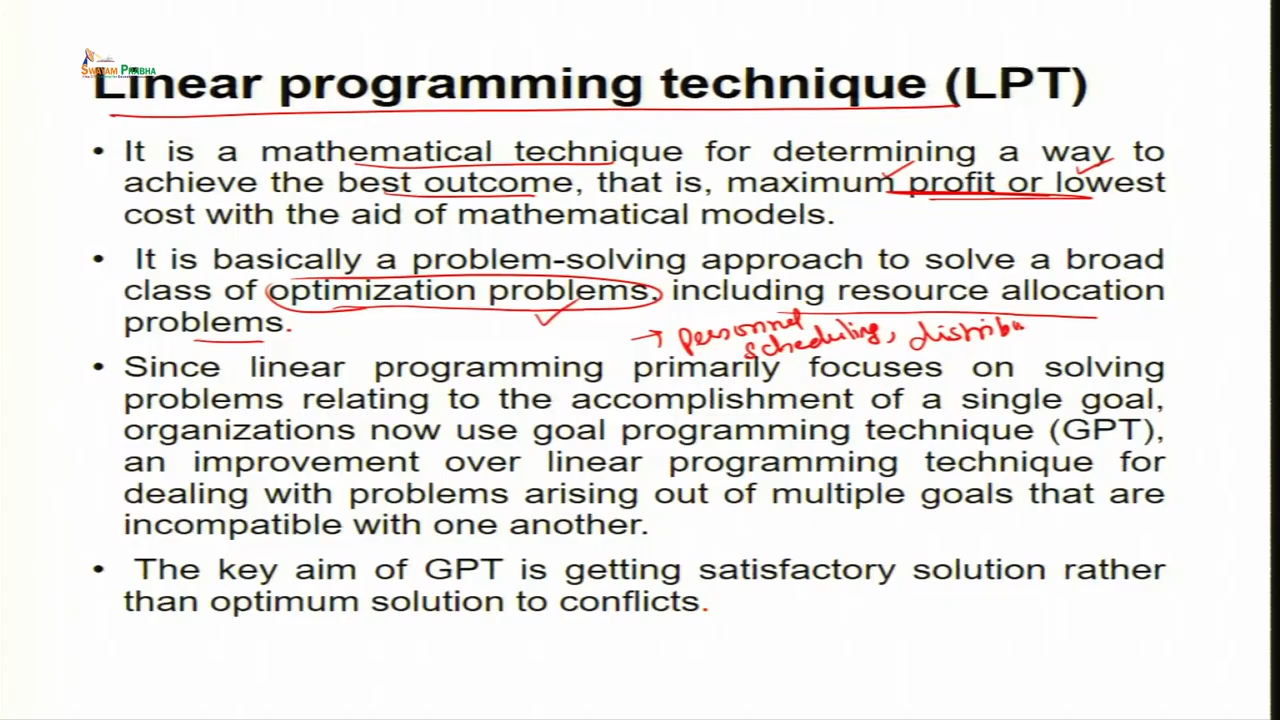 SWAYAM PRABHA
Linear programming technique (LPT)
• It is a mathematical technique for determining a way to
achieve the best outcome, that is, maximum profit or lowest
cost with the aid of mathematical models.
• It is basically a problem-solving approach to solve a broad
class of optimization problems, including resource allocation
problems.
→ personnel
scheduling, distribu
• Since linear programming primarily focuses on solving
problems relating to the accomplishment of a single goal,
organizations now use goal programming technique (GPT),
an improvement over linear programming technique for
dealing with problems arising out of multiple goals that are
incompatible with one another.
• The key aim of GPT is getting satisfactory solution rather
than optimum solution to conflicts.